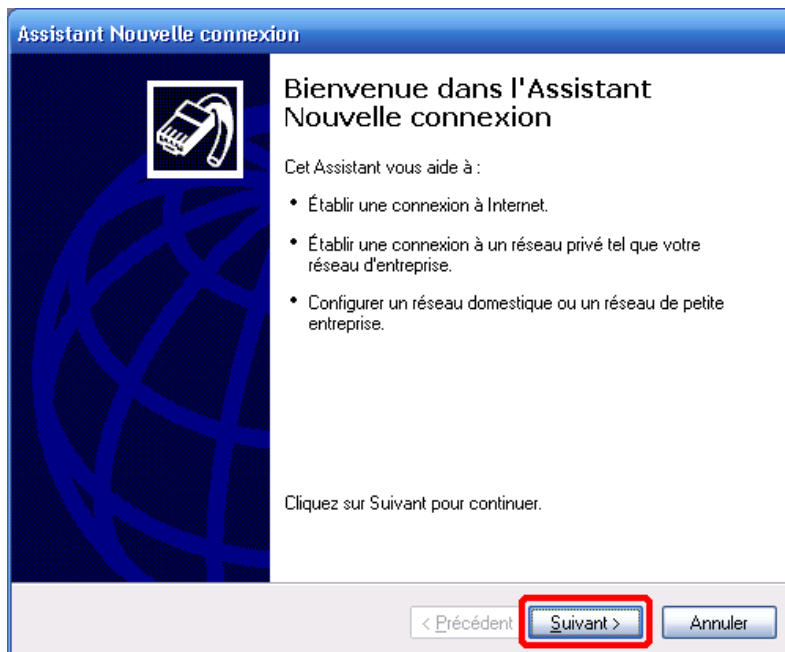 Assistant Nouvelle connexion
Bienvenue dans l'Assistant
Nouvelle connexion
Cet Assistant vous aide à :
• Établir une connexion à Internet.
• Établir une connexion à un réseau privé tel que votre
réseau d'entreprise.
• Configurer un réseau domestique ou un réseau de petite
entreprise.
Cliquez sur Suivant pour continuer.
< Précédent Suivant > Annuler